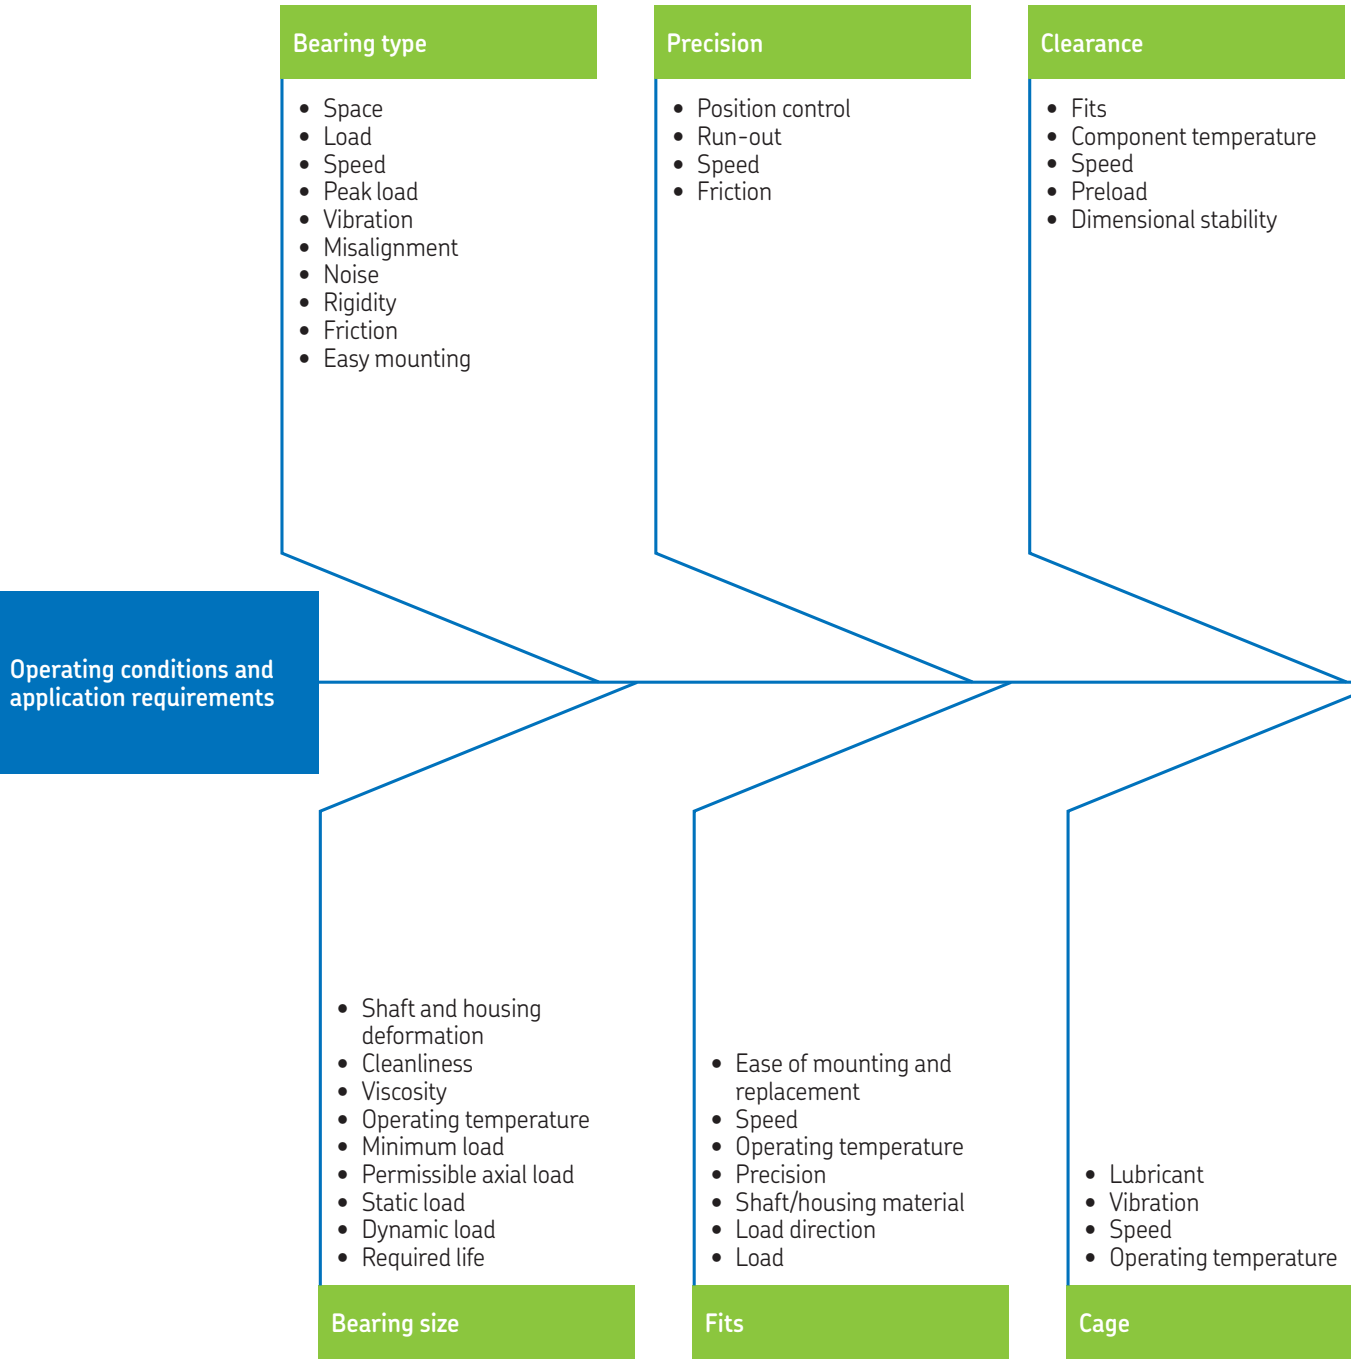 Bearing type
• Space
• Load
• Speed
• Peak load
• Vibration
• Misalignment
• Noise
• Rigidity
• Friction
• Easy mounting
Precision
• Position control
• Run-out
• Speed
• Friction
Clearance
• Fits
• Component temperature
• Speed
• Preload
• Dimensional stability
Operating conditions and
application requirements
• Shaft and housing
deformation
• Cleanliness
• Viscosity
• Operating temperature
• Minimum load
• Permissible axial load
• Static load
• Dynamic load
• Required life
Bearing size
• Ease of mounting and
replacement
• Speed
• Operating temperature
• Precision
• Shaft/housing material
• Load direction
• Load
Fits
• Lubricant
• Vibration
• Speed
• Operating temperature
Cage